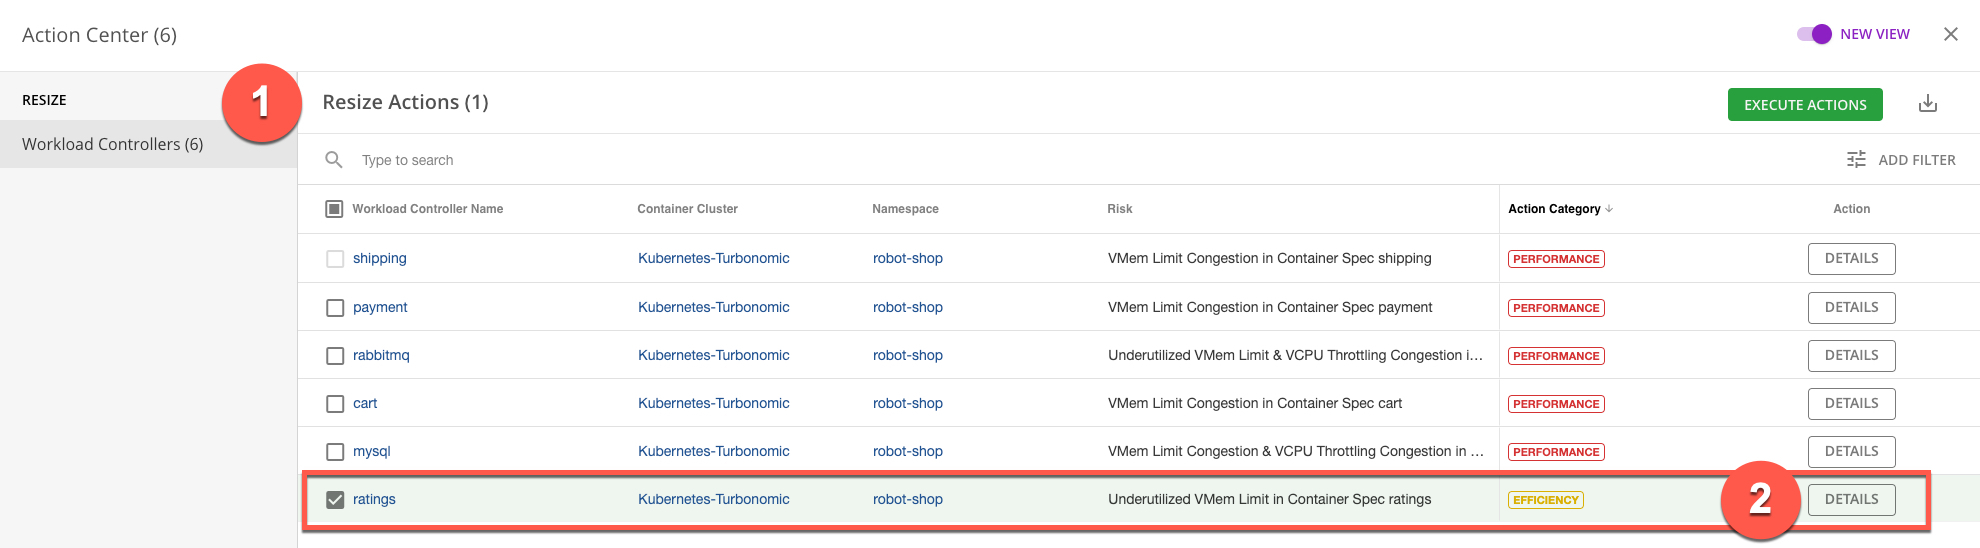 Action Center (6)
NEW VIEW
RESIZE
1
Workload Controllers (6)
Resize Actions (1)
EXECUTE ACTIONS
Type to search
ADD FILTER
Workload Controller Name Container Cluster Namespace Risk Action Category Action
shipping Kubernetes-Turbonomic robot-shop VMem Limit Congestion in Container Spec shipping PERFORMANCE DETAILS
payment Kubernetes-Turbonomic robot-shop VMem Limit Congestion in Container Spec payment PERFORMANCE DETAILS
rabbitmq Kubernetes-Turbonomic robot-shop Underutilized VMem Limit & VCPU Throttling Congestion i... PERFORMANCE DETAILS
cart Kubernetes-Turbonomic robot-shop VMem Limit Congestion in Container Spec cart PERFORMANCE DETAILS
mysql Kubernetes-Turbonomic robot-shop VMem Limit Congestion & VCPU Throttling Congestion in ... PERFORMANCE DETAILS
ratings Kubernetes-Turbonomic robot-shop Underutilized VMem Limit in Container Spec ratings EFFICIENCY 2 DETAILS